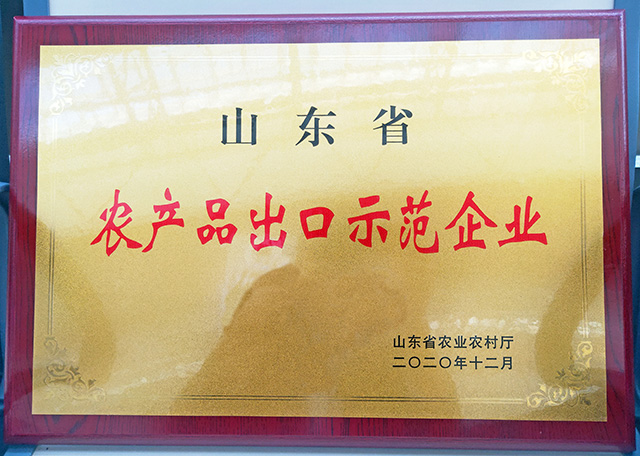 山东省
农产品出口示范企业
山东省农业农村厅
二〇二〇年十二月